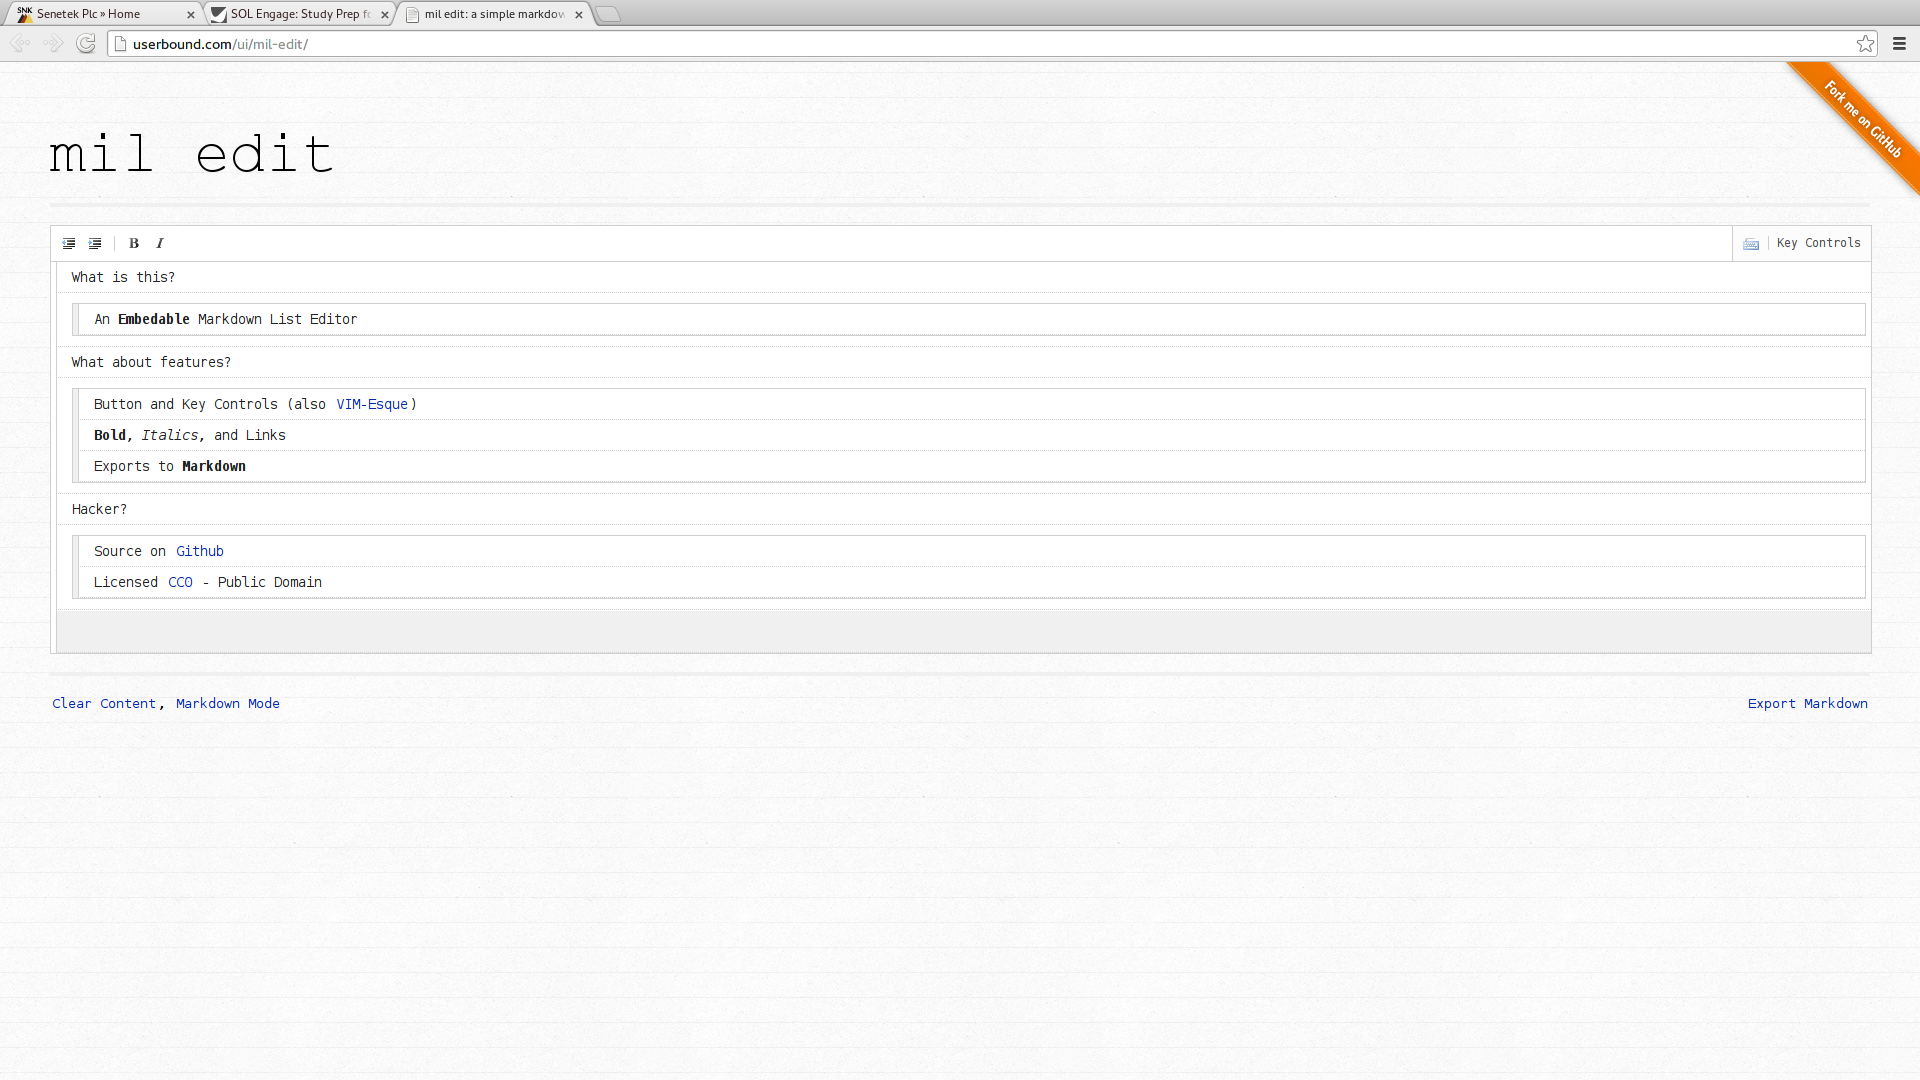 SNK Senetek Plc » Home
SOL Engage: Study Prep fo
mil edit: a simple markdow
userbound.com/ui/mil-edit/
Fork me on GitHub
mil edit
B I
Key Controls
What is this?
An Embedable Markdown List Editor
What about features?
Button and Key Controls (also VIM-Esque)
Bold, Italics, and Links
Exports to Markdown
Hacker?
Source on Github
Licensed CC0 - Public Domain
Clear Content, Markdown Mode
Export Markdown